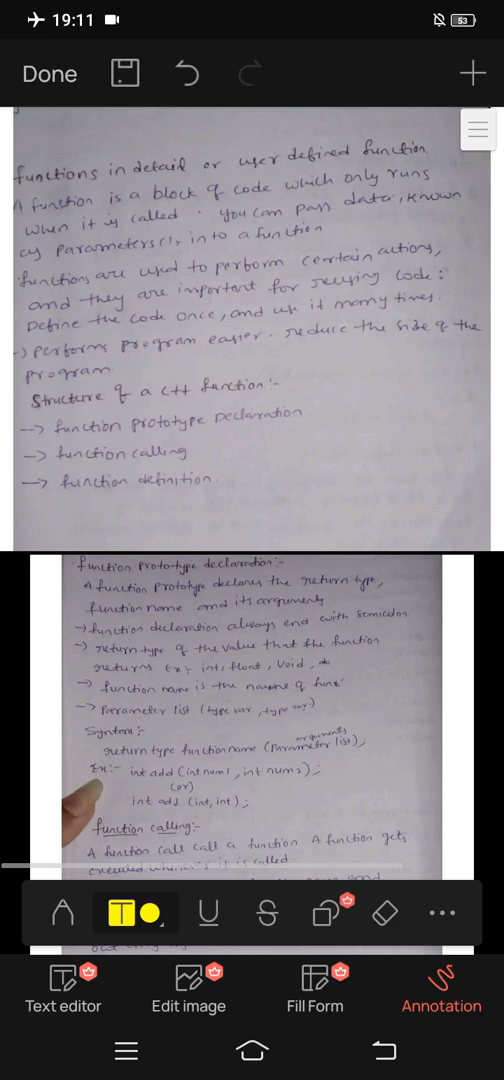 19:11
53
Done
functions in detail or user defined function.
A function is a block of code which only runs
when it is called. You can pass data, known
as parameters(), into a function
functions are used to perform certain actions,
and they are important for reusing code:
Define the code once, and use it many times.
-> performs program easier. reduce the size of the
program.
Structure of a C++ function:-
-> function prototype Declaration.
-> function calling
-> function definition.
function Proto-type declaration:-
A function prototype declares the return type,
function name and its arguments
-> function declaration always end with semicolon
-> return type of the value that the function
returns Ex:- int, float, void,
-> function name is the name of
-> Parameter list (type var, type var)
Syntax:-
arguments
return type function name (Parameter list);
Ex:- int add (int num1, int num2);
(or)
int add (int, int);
function calling:-
A function call call a function A function gets
executed whenever it is called
Text editor
Edit image
Fill Form
Annotation